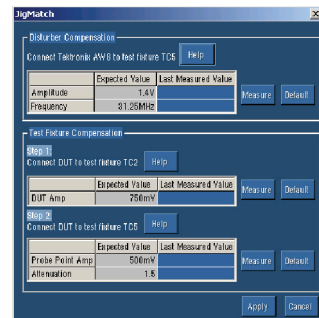 JigMatch
Disturber Compensation
Connect Tektronix AWG to test fixture TC5 Help
Expected Value Last Measured Value
Amplitude 1.4V
Frequency 31.25MHz
Measure Default
Test Fixture Compensation
Step 1:
Connect DUT to test fixture TC2 Help
Expected Value Last Measured Value
DUT Amp 750mV
Measure Default
Step 2
Connect DUT to test fixture TC5 Help
Expected Value Last Measured Value
Probe Point Amp 500mV
Attenuation 1.5
Measure Default
Apply Cancel